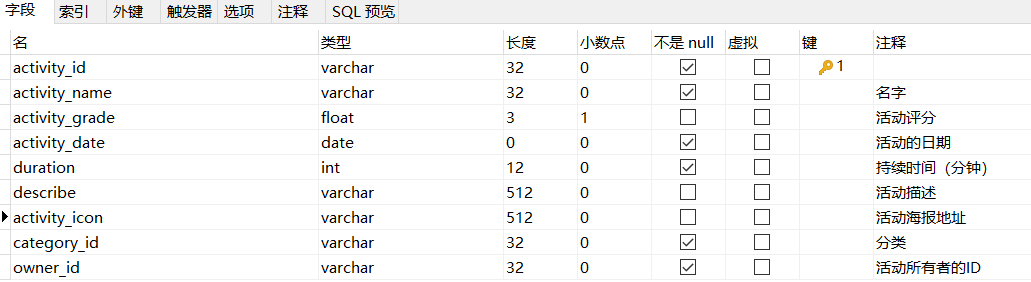 字段 索引 外键 触发器 选项 注释 SQL 预览
名 类型 长度 小数点 不是 null 虚拟 键 注释
activity_id varchar 32 0 1
activity_name varchar 32 0 名字
activity_grade float 3 1 活动评分
activity_date date 0 0 活动的日期
duration int 12 0 持续时间（分钟）
describe varchar 512 0 活动描述
activity_icon varchar 512 0 活动海报地址
category_id varchar 32 0 分类
owner_id varchar 32 0 活动所有者的ID